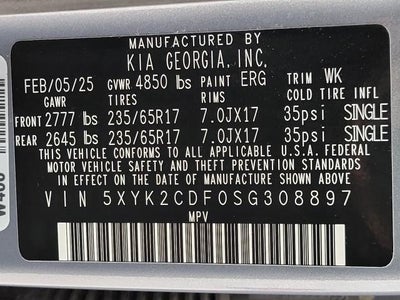 MANUFACTURED BY
KIA GEORGIA, INC.
FEB/05/25 GVWR 4850 lbs PAINT ERG TRIM WK
GAWR TIRES RIMS COLD TIRE INFL
FRONT 2777 lbs 235/65R17 7.0JX17 35psi SINGLE
REAR 2645 lbs 235/65R17 7.0JX17 35psi SINGLE
THIS VEHICLE CONFORMS TO ALL APPLICABLE U.S. FEDERAL
MOTOR VEHICLE SAFETY AND THEFT PREVENTION STANDARDS
IN EFFECT ON THE DATE OF MANUFACTURE SHOWN ABOVE.
VIN 5XYK2CDF0SG308897
MPV